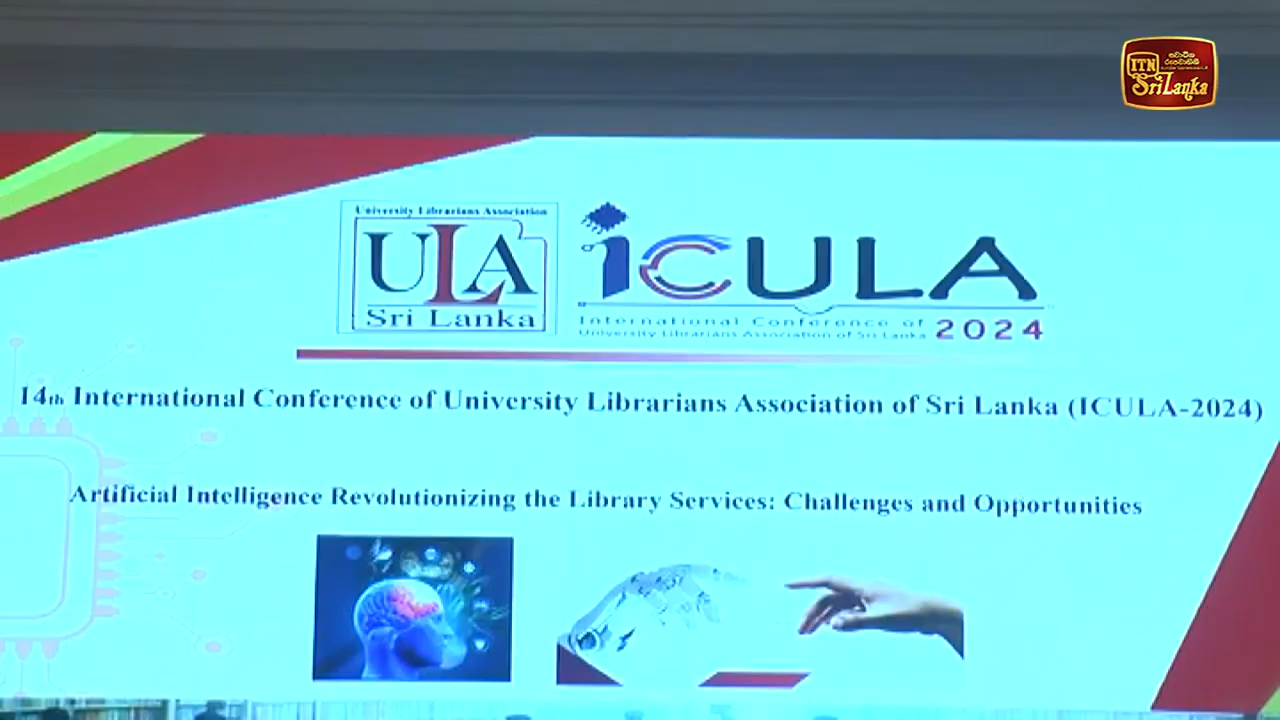 ITN
Sri Lanka
University Librarians Association
ULA
Sri Lanka
iCULA
International Conference of
University Librarians Association of Sri Lanka
2024
14th International Conference of University Librarians Association of Sri Lanka (ICULA-2024)
Artificial Intelligence Revolutionizing the Library Services: Challenges and Opportunities